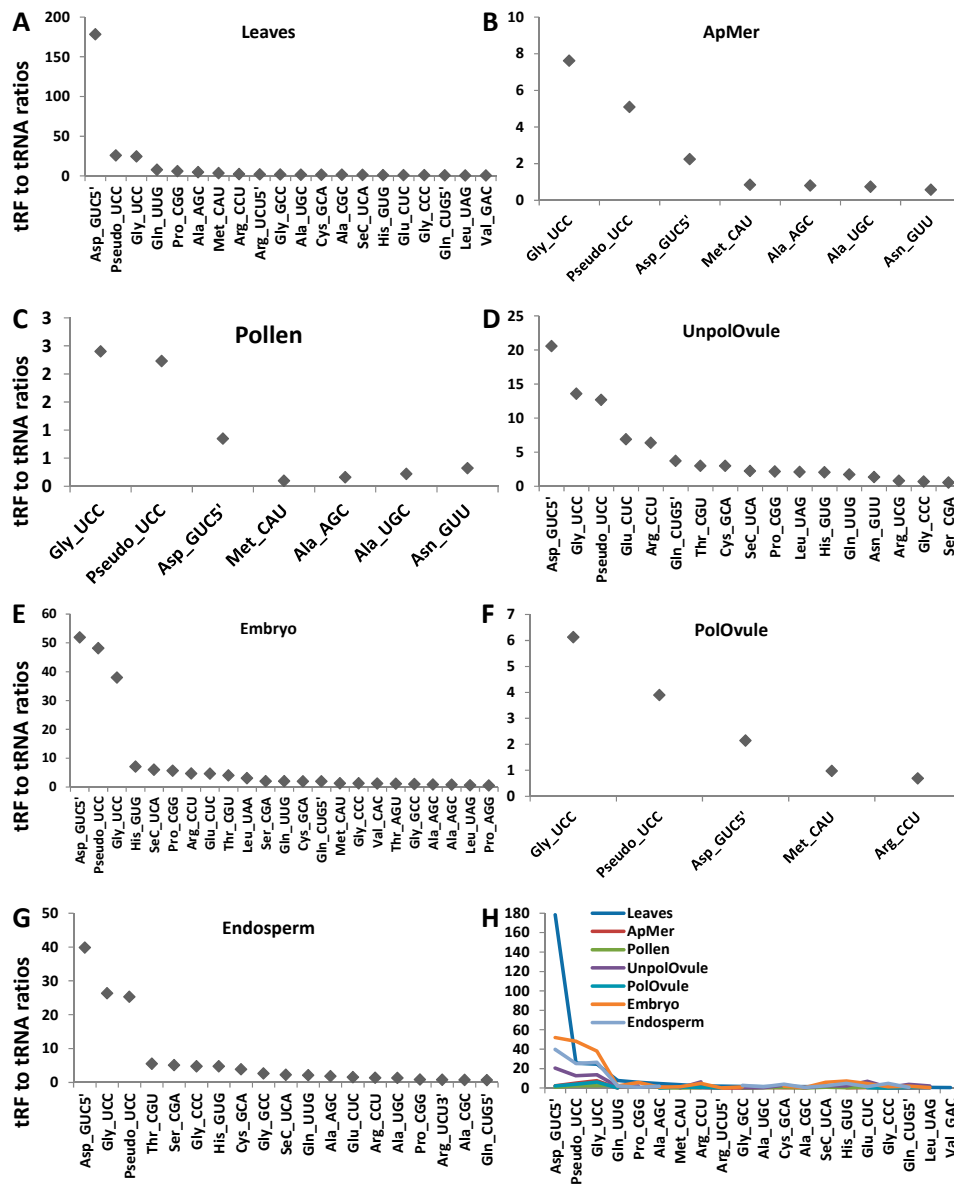 A
Leaves
tRF to tRNA ratios
200
150
100
50
0
Asp_GUC5'
Pseudo_UCC
Gly_UCC
Gln_UUG
Pro_CGG
Ala_AGC
Met_CAU
Arg_CCU
Arg_UCU5'
Gly_GCC
Ala_UGC
Cys_GCA
Ala_CGC
SeC_UCA
His_GUG
Glu_CUC
Gly_CCC
Gln_CUG5'
Leu_UAG
Val_GAC
B
ApMer
10
8
6
4
2
0
Gly_UCC
Pseudo_UCC
Asp_GUC5'
Met_CAU
Ala_AGC
Ala_UGC
Asn_GUU
C
Pollen
tRF to tRNA ratios
3
3
2
2
1
1
0
Gly_UCC
Pseudo_UCC
Asp_GUC5'
Met_CAU
Ala_AGC
Ala_UGC
Asn_GUU
D
UnpolOvule
25
20
15
10
5
0
Asp_GUC5'
Gly_UCC
Pseudo_UCC
Glu_CUC
Arg_CCU
Gln_CUG5'
Thr_CGU
Cys_GCA
SeC_UCA
Pro_CGG
Leu_UAG
His_GUG
Gln_UUG
Asn_GUU
Arg_UCG
Gly_CCC
Ser_CGA
E
Embryo
tRF to tRNA ratios
60
50
40
30
20
10
0
Asp_GUC5'
Pseudo_UCC
Gly_UCC
His_GUG
SeC_UCA
Pro_CGG
Arg_CCU
Glu_CUC
Thr_CGU
Leu_UAA
Ser_CGA
Gln_UUG
Cys_GCA
Gln_CUG5'
Met_CAU
Gly_CCC
Val_CAC
Thr_AGU
Gly_GCC
Ala_AGC
Ala_AGC
Leu_UAG
Pro_AGG
F
PolOvule
7
6
5
4
3
2
1
0
Gly_UCC
Pseudo_UCC
Asp_GUC5'
Met_CAU
Arg_CCU
G
Endosperm
tRF to tRNA ratios
50
40
30
20
10
0
Asp_GUC5'
Gly_UCC
Pseudo_UCC
Thr_CGU
Ser_CGA
Gly_CCC
His_GUG
Cys_GCA
Gly_GCC
SeC_UCA
Gln_UUG
Ala_AGC
Glu_CUC
Arg_CCU
Ala_UGC
Pro_CGG
Arg_UCU3'
Ala_CGC
Gln_CUG5'
H
180
160
140
120
100
80
60
40
20
0
Leaves
ApMer
Pollen
UnpolOvule
PolOvule
Embryo
Endosperm
Asp_GUC5'
Pseudo_UCC
Gly_UCC
Gln_UUG
Pro_CGG
Ala_AGC
Met_CAU
Arg_CCU
Arg_UCU5'
Gly_GCC
Ala_UGC
Cys_GCA
Ala_CGC
SeC_UCA
His_GUG
Glu_CUC
Gly_CCC
Gln_CUG5'
Leu_UAG
Val_GAC